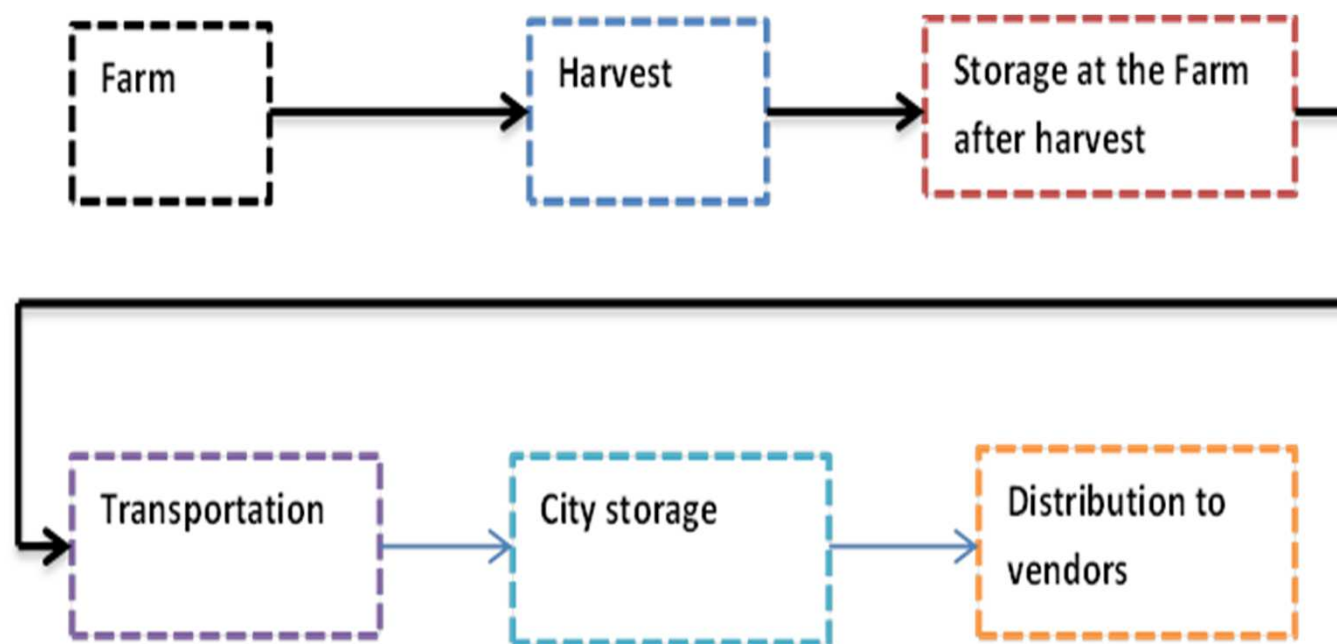 Farm
Harvest
Storage at the Farm
after harvest
Transportation
City storage
Distribution to
vendors